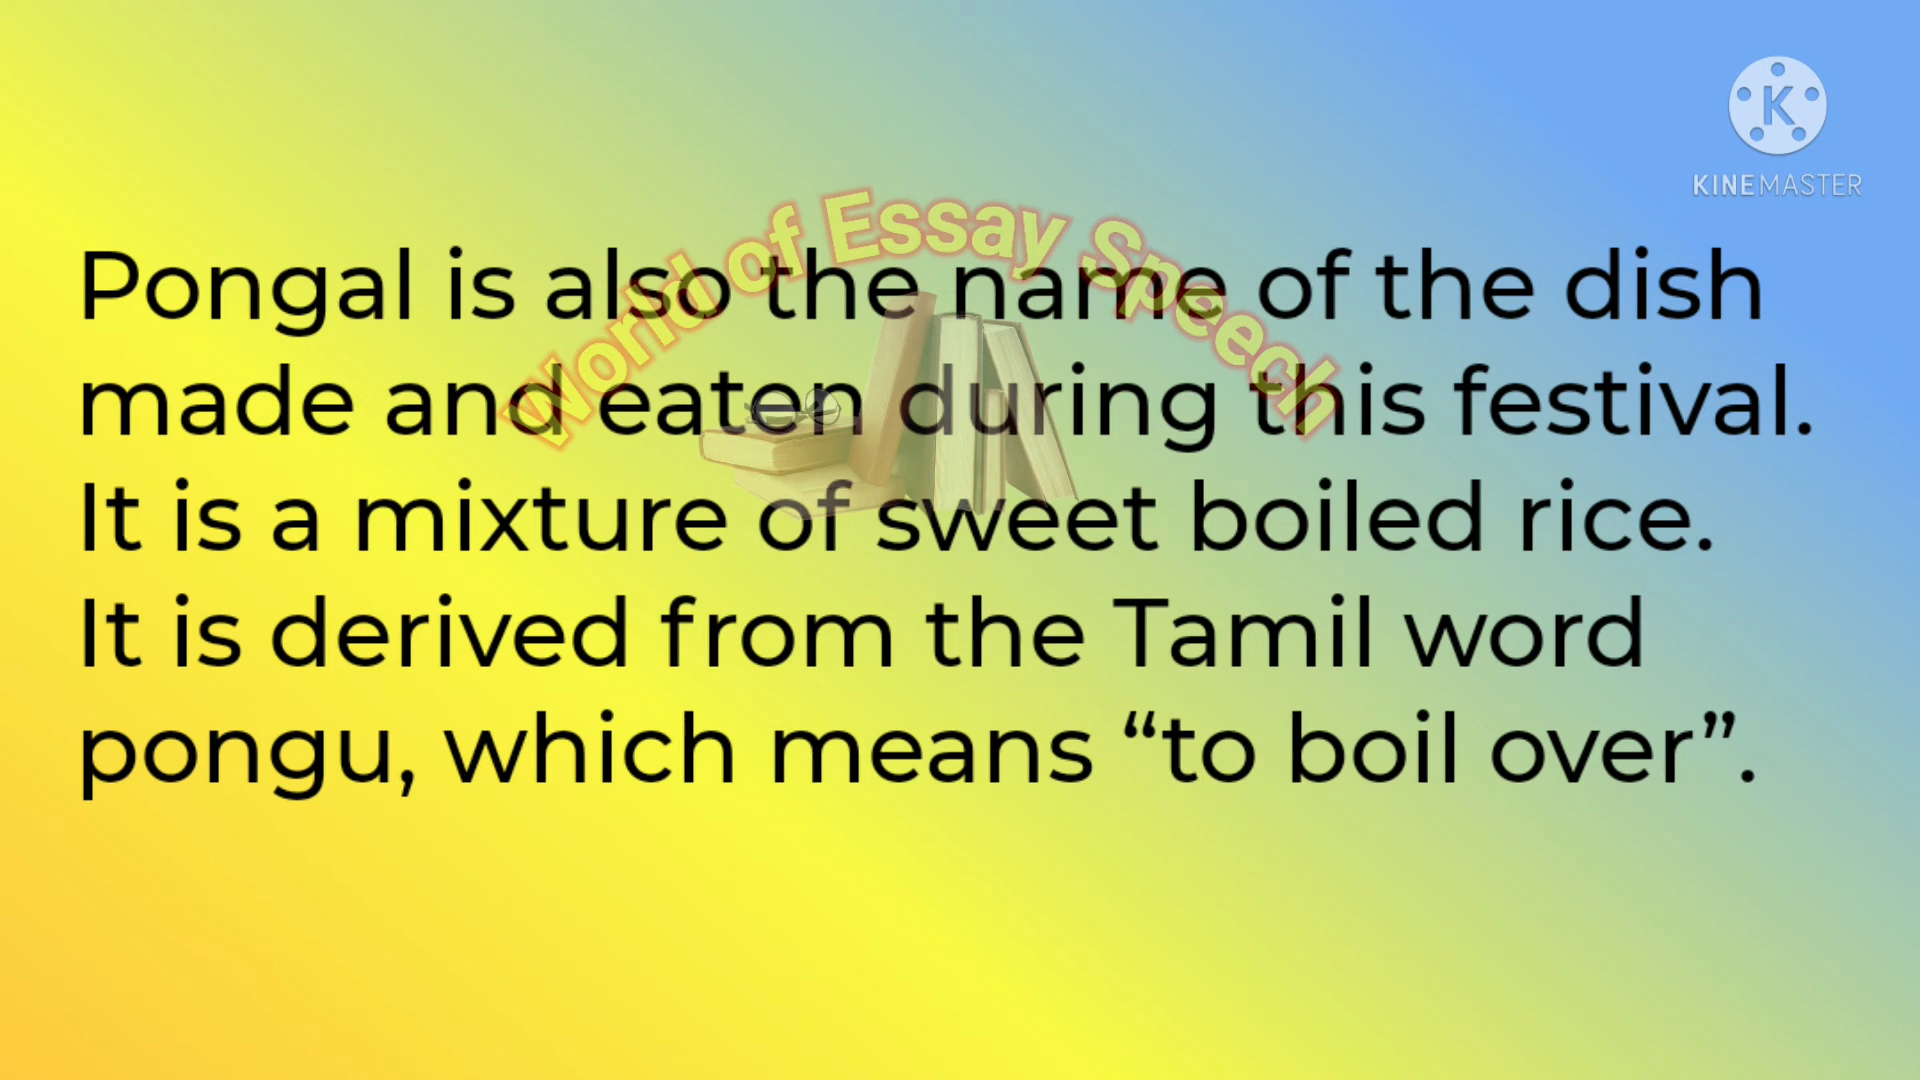 KINEMASTER
World of Essay Speech
Pongal is also the name of the dish
made and eaten during this festival.
It is a mixture of sweet boiled rice.
It is derived from the Tamil word
pongu, which means “to boil over”.